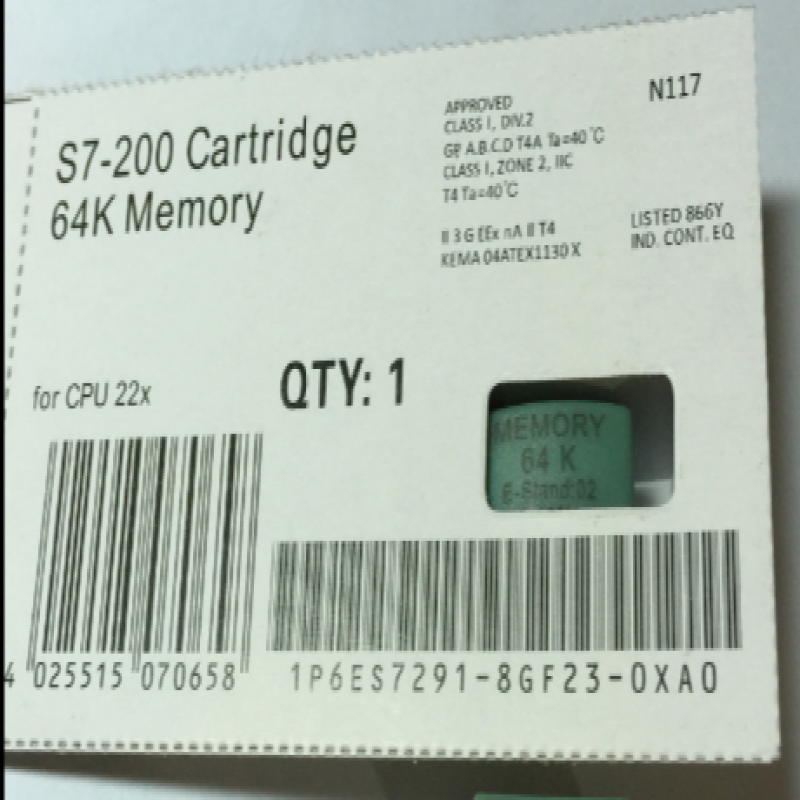 S7-200 Cartridge
64K Memory
APPROVED
CLASS I, DIV.2
GP A.B.C.D T4A Ta=40°C
CLASS I, ZONE 2, IIC
T4 Ta=40°C
II 3 G EEx nA II T4
KEMA 04ATEX1130 X
N117
LISTED 866Y
IND. CONT. EQ
for CPU 22x
QTY: 1
MEMORY
64 K
E-Stand:02
4 025515 070658
1P6ES7291-8GF23-0XA0